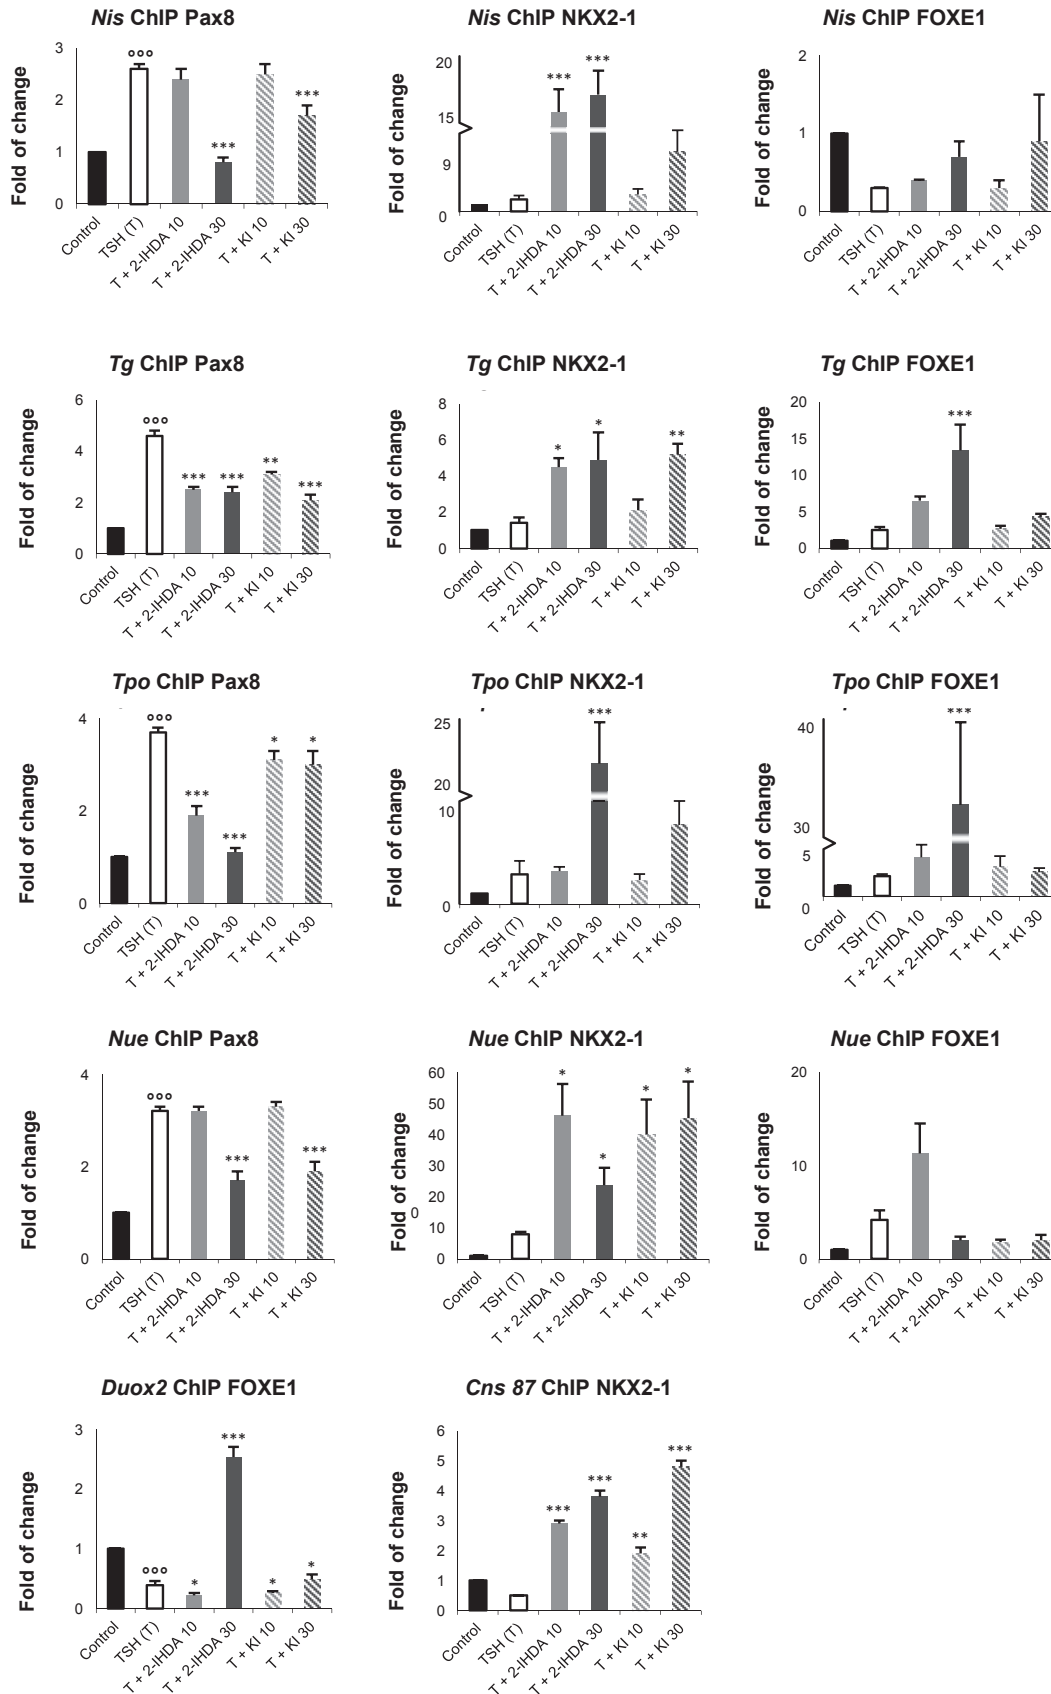 Nis ChIP Pax8
Fold of change
3
2
1
0
°°°
***
***
Control
TSH (T)
T + 2-IHDA 10
T + 2-IHDA 30
T + KI 10
T + KI 30
Nis ChIP NKX2-1
Fold of change
20
15
9
0
***
***
Control
TSH (T)
T + 2-IHDA 10
T + 2-IHDA 30
T + KI 10
T + KI 30
Nis ChIP FOXE1
Fold of change
2
1
0
Control
TSH (T)
T + 2-IHDA 10
T + 2-IHDA 30
T + KI 10
T + KI 30
Tg ChIP Pax8
Fold of change
6
4
2
0
°°°
***
***
**
***
Control
TSH (T)
T + 2-IHDA 10
T + 2-IHDA 30
T + KI 10
T + KI 30
Tg ChIP NKX2-1
Fold of change
8
6
4
2
0
*
*
**
Control
TSH (T)
T + 2-IHDA 10
T + 2-IHDA 30
T + KI 10
T + KI 30
Tg ChIP FOXE1
Fold of change
20
15
10
5
0
***
Control
TSH (T)
T + 2-IHDA 10
T + 2-IHDA 30
T + KI 10
T + KI 30
Tpo ChIP Pax8
Fold of change
4
2
0
°°°
***
***
*
*
Control
TSH (T)
T + 2-IHDA 10
T + 2-IHDA 30
T + KI 10
T + KI 30
Tpo ChIP NKX2-1
Fold of change
25
20
10
0
***
Control
TSH (T)
T + 2-IHDA 10
T + 2-IHDA 30
T + KI 10
T + KI 30
Tpo ChIP FOXE1
Fold of change
40
30
5
0
***
Control
TSH (T)
T + 2-IHDA 10
T + 2-IHDA 30
T + KI 10
T + KI 30
Nue ChIP Pax8
Fold of change
4
2
0
°°°
***
***
Control
TSH (T)
T + 2-IHDA 10
T + 2-IHDA 30
T + KI 10
T + KI 30
Nue ChIP NKX2-1
Fold of change
0
60
50
40
30
20
10
0
*
*
*
*
Control
TSH (T)
T + 2-IHDA 10
T + 2-IHDA 30
T + KI 10
T + KI 30
Nue ChIP FOXE1
Fold of change
20
10
0
Control
TSH (T)
T + 2-IHDA 10
T + 2-IHDA 30
T + KI 10
T + KI 30
Duox2 ChIP FOXE1
Fold of change
3
2
1
0
°°°
*
***
*
*
Control
TSH (T)
T + 2-IHDA 10
T + 2-IHDA 30
T + KI 10
T + KI 30
Cns 87 ChIP NKX2-1
Fold of change
6
5
4
3
2
1
0
***
***
**
***
Control
TSH (T)
T + 2-IHDA 10
T + 2-IHDA 30
T + KI 10
T + KI 30